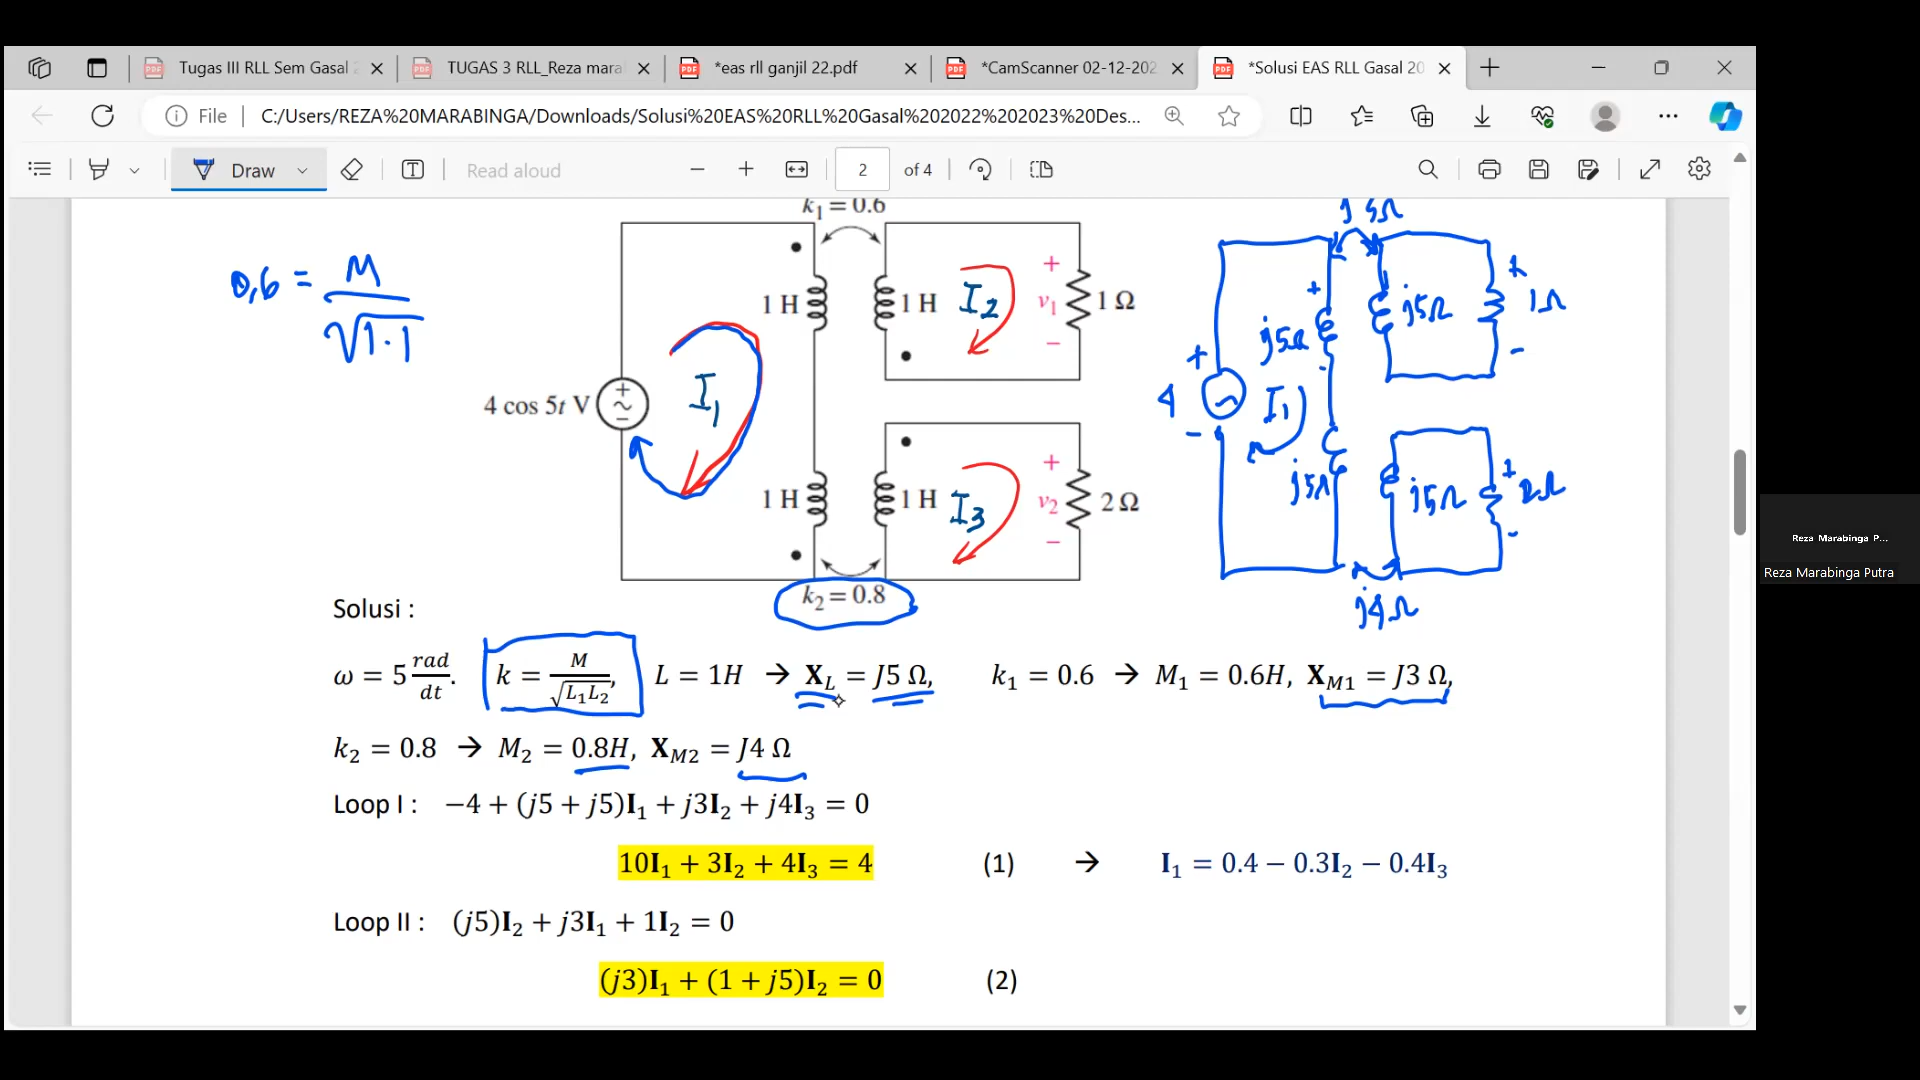 Tugas III RLL Sem Gasal 2
TUGAS 3 RLL_Reza mara
*eas rll ganjil 22.pdf
*CamScanner 02-12-202
*Solusi EAS RLL Gasal 20
File
C:/Users/REZA%20MARABINGA/Downloads/Solusi%20EAS%20RLL%20Gasal%202022%202023%20Des...
Draw
Read aloud
2 of 4
k₁ = 0.6
0,6 = M / √1·1
1 H
1 H
I₂
+
v₁
−
1 Ω
4 cos 5t V
+
−
I₁
1 H
1 H
I₃
+
v₂
−
2 Ω
k₂ = 0.8
j5Ω
j5Ω
+
1Ω
-
+
4
-
I₁
j5Ω
j5Ω
+
2Ω
-
j4Ω
Solusi :
ω = 5 rad/dt. k = M/√L₁L₂, L = 1H → X_L = J5 Ω, k₁ = 0.6 → M₁ = 0.6H, X_M1 = J3 Ω,
k₂ = 0.8 → M₂ = 0.8H, X_M2 = J4 Ω
Loop I : −4 + (j5 + j5)I₁ + j3I₂ + j4I₃ = 0
10I₁ + 3I₂ + 4I₃ = 4 (1) → I₁ = 0.4 − 0.3I₂ − 0.4I₃
Loop II : (j5)I₂ + j3I₁ + 1I₂ = 0
(j3)I₁ + (1 + j5)I₂ = 0 (2)
Reza Marabinga P...
Reza Marabinga Putra